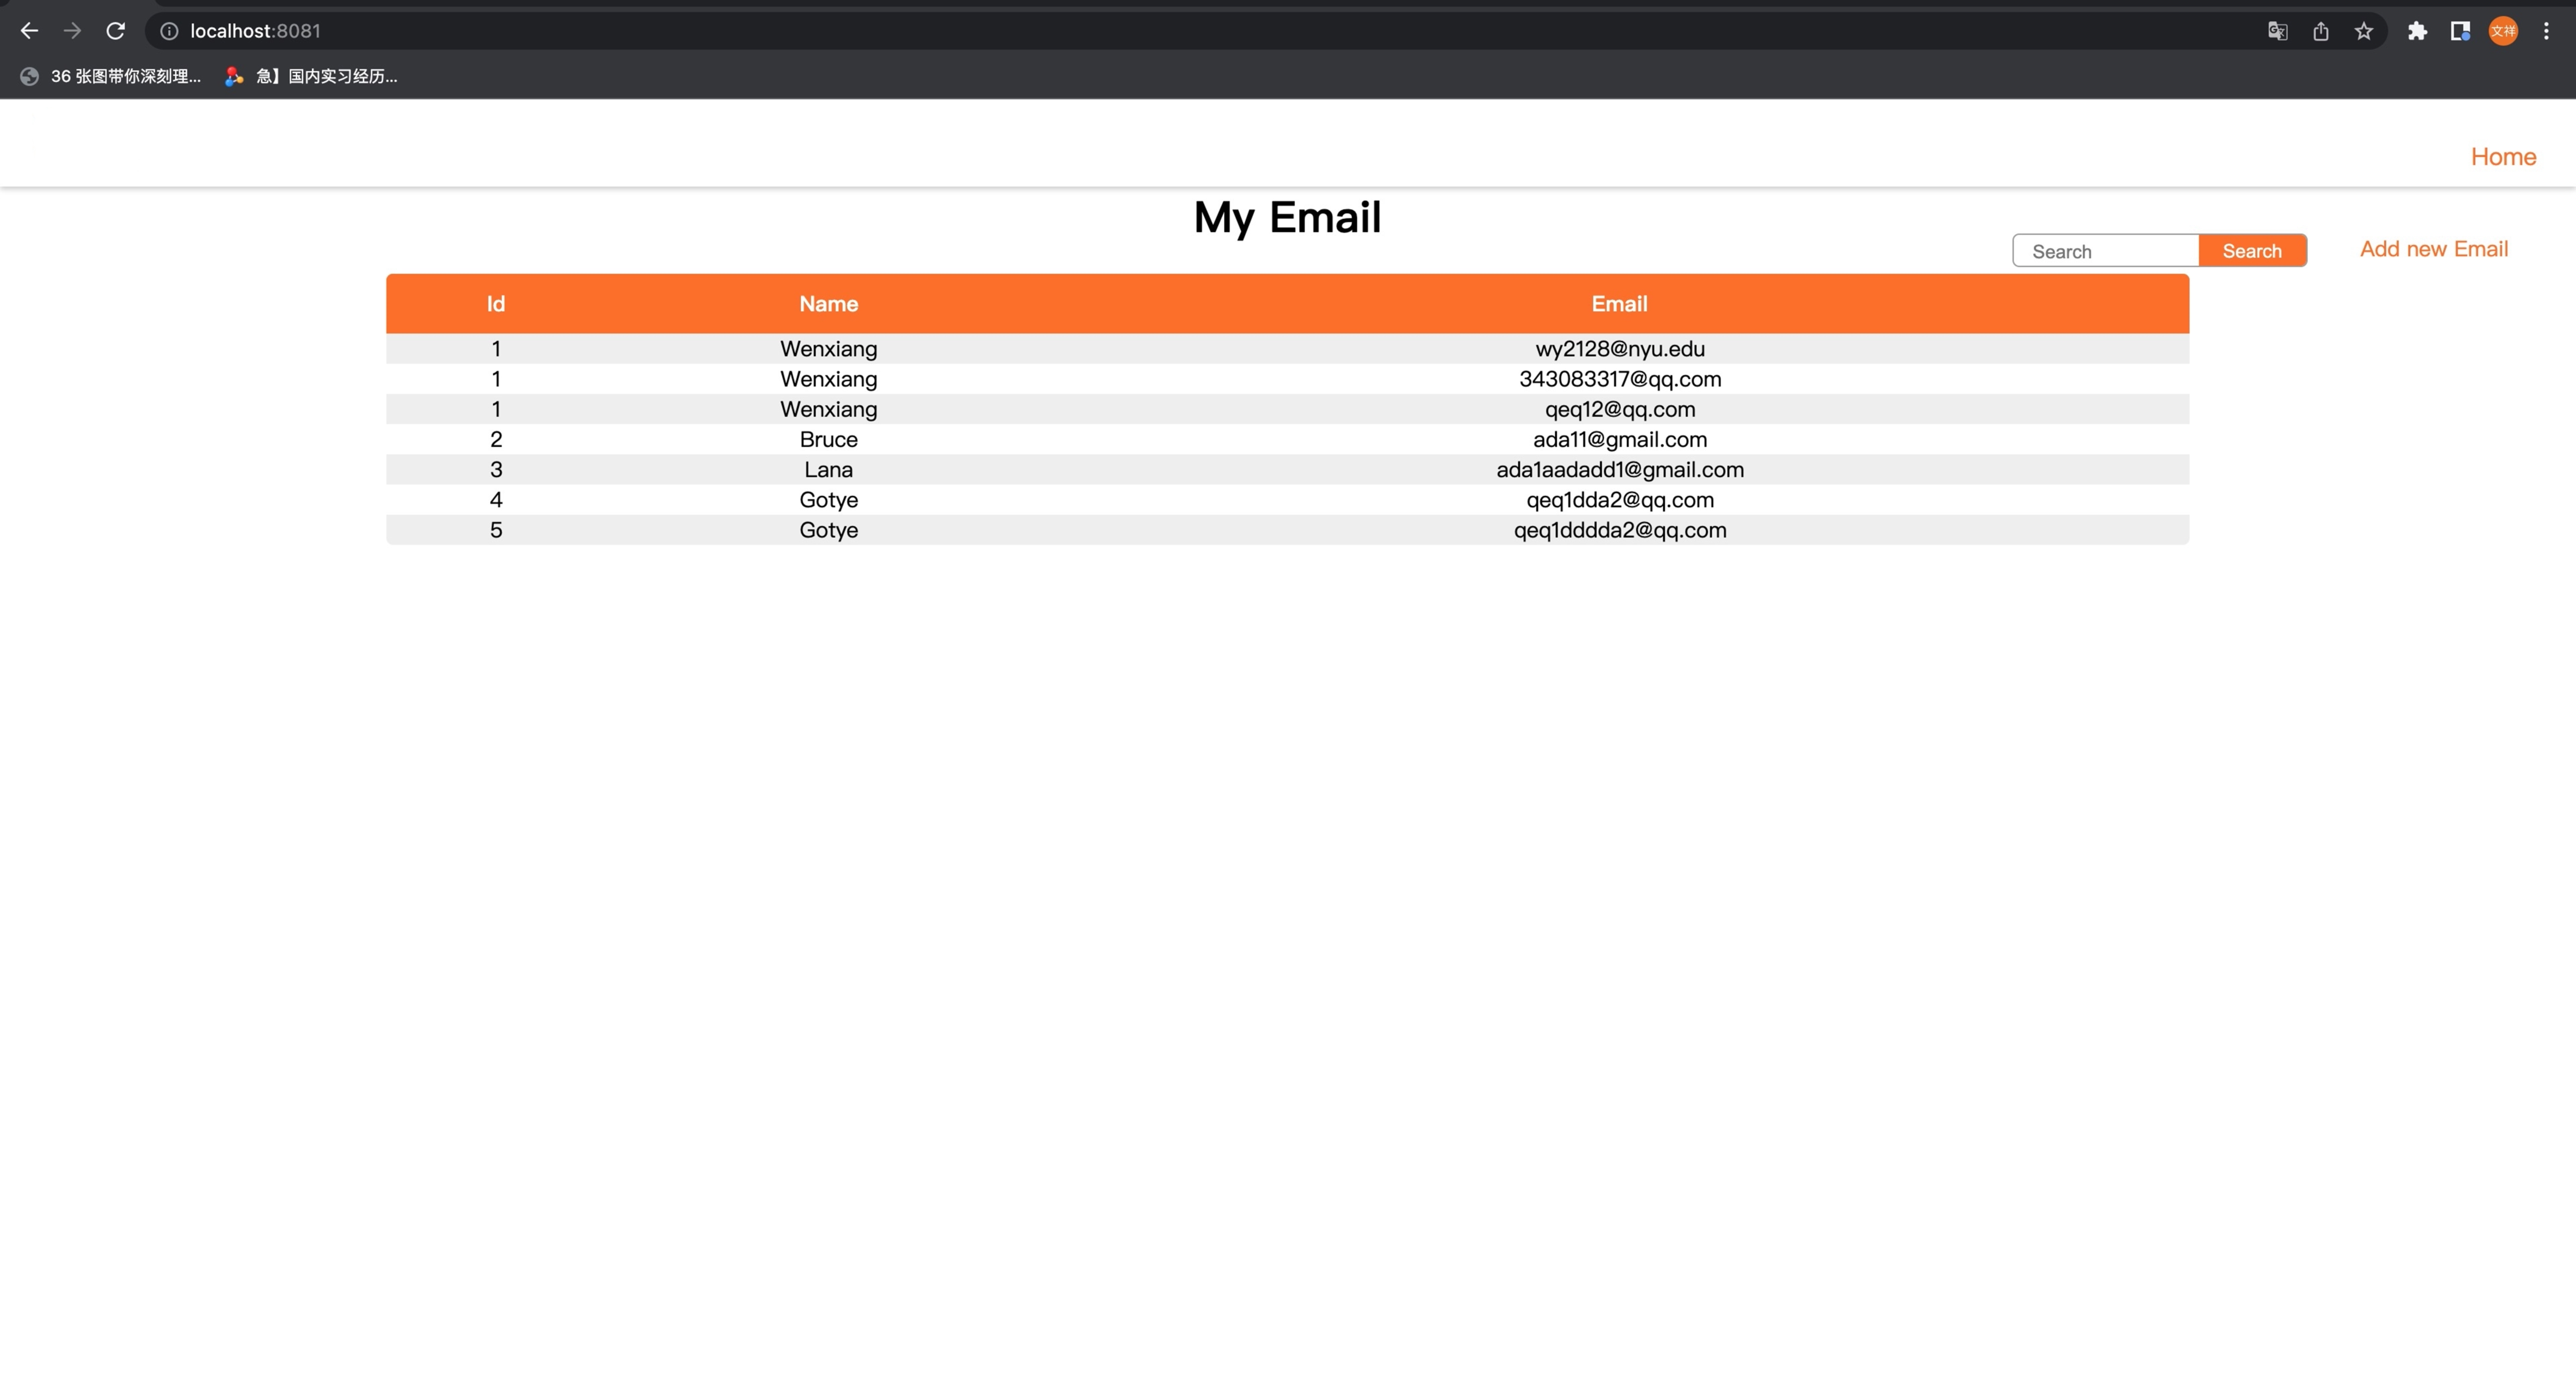 localhost:8081
文祥
36 张图带你深刻理... 急】国内实习经历...
Home
My Email
Search Search Add new Email
Id Name Email
1 Wenxiang wy2128@nyu.edu
1 Wenxiang 343083317@qq.com
1 Wenxiang qeq12@qq.com
2 Bruce ada11@gmail.com
3 Lana ada1aadadd1@gmail.com
4 Gotye qeq1dda2@qq.com
5 Gotye qeq1dddda2@qq.com